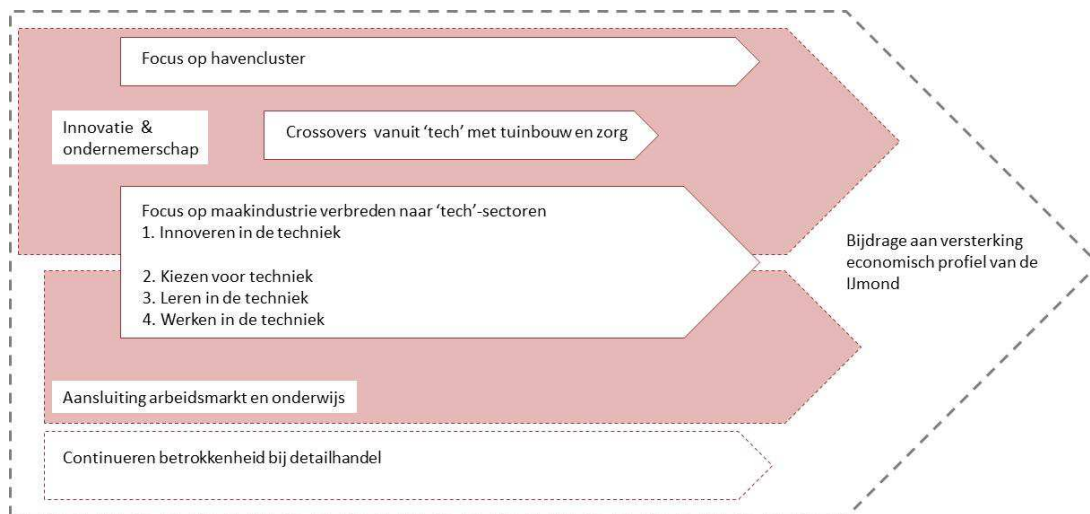 Focus op havencluster
Innovatie &
ondernemerschap
Crossovers vanuit ‘tech’ met tuinbouw en zorg
Focus op maakindustrie verbreden naar ‘tech’-sectoren
1. Innoveren in de techniek
2. Kiezen voor techniek
3. Leren in de techniek
4. Werken in de techniek
Bijdrage aan versterking
economisch profiel van de
IJmond
Aansluiting arbeidsmarkt en onderwijs
Continueren betrokkenheid bij detailhandel